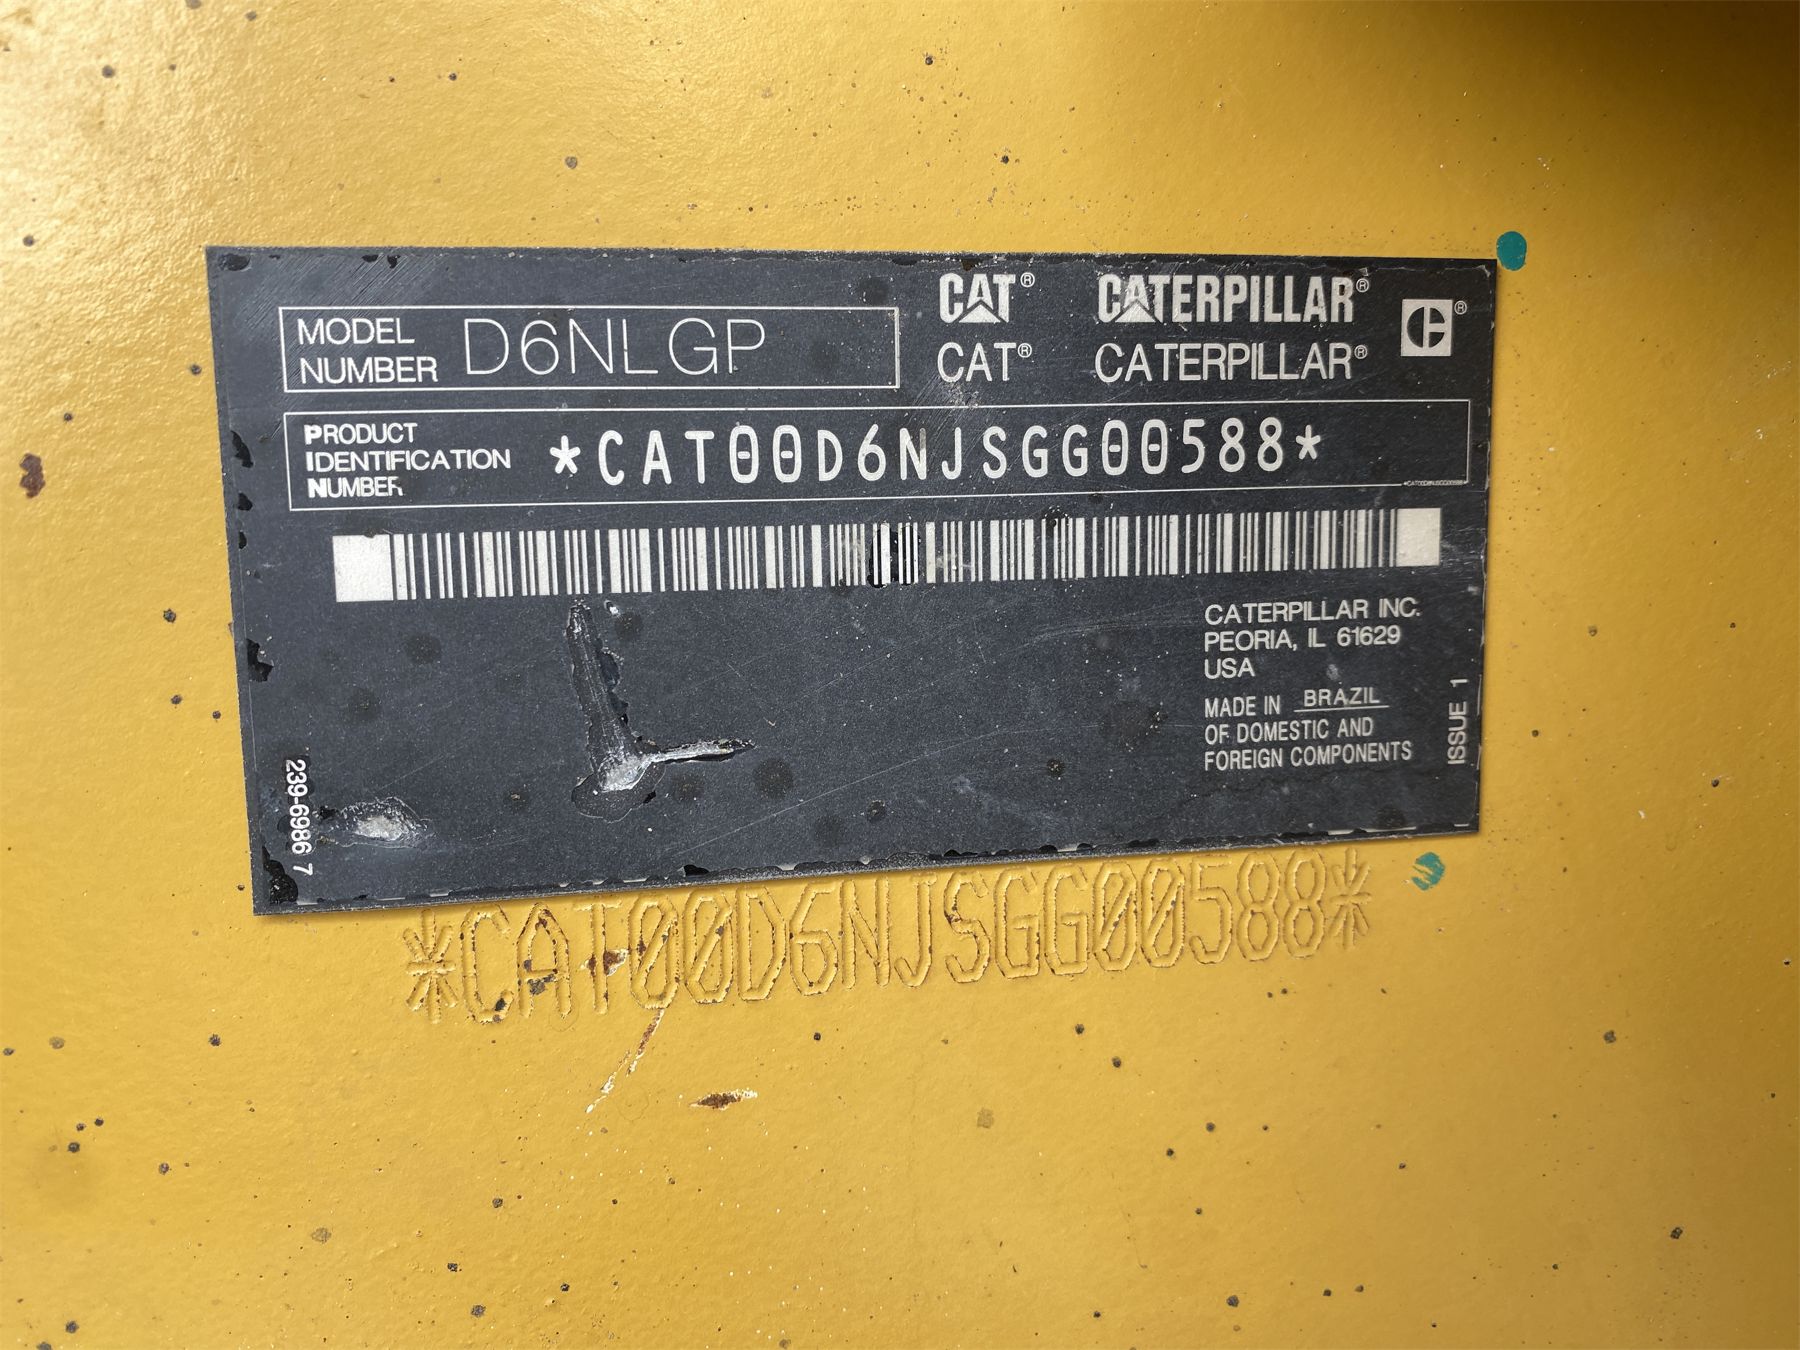 MODEL NUMBER D6NLGP
CAT® CATERPILLAR® ®
CAT® CATERPILLAR®
PRODUCT IDENTIFICATION NUMBER *CAT00D6NJSGG00588*
*CAT00D6NJSGG00588*
CATERPILLAR INC.
PEORIA, IL 61629
USA
MADE IN BRAZIL
OF DOMESTIC AND
FOREIGN COMPONENTS
ISSUE 1
239-6986 7
*CAT00D6NJSGG00588*